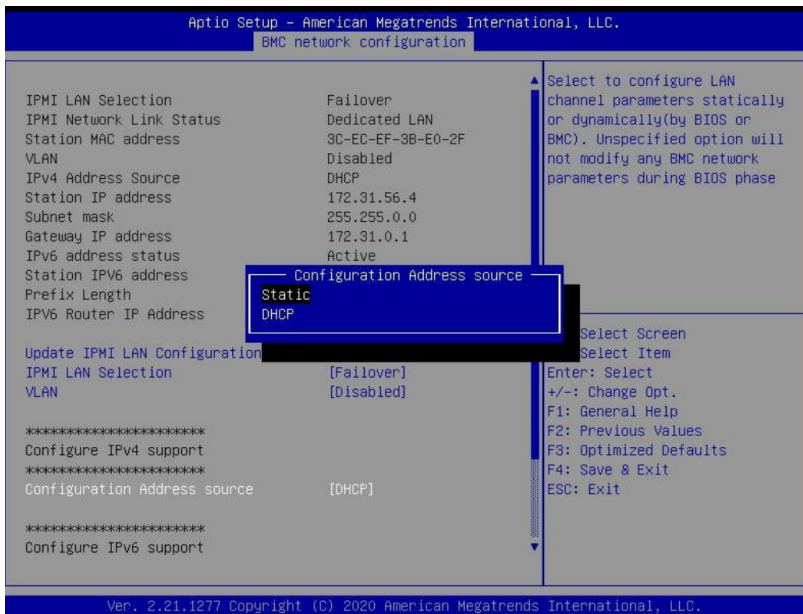 Aptio Setup – American Megatrends International, LLC.
BMC network configuration
IPMI LAN Selection Failover
IPMI Network Link Status Dedicated LAN
Station MAC address 3C-EC-EF-3B-E0-2F
VLAN Disabled
IPv4 Address Source DHCP
Station IP address 172.31.56.4
Subnet mask 255.255.0.0
Gateway IP address 172.31.0.1
IPv6 address status Active
Station IPV6 address
Prefix Length
IPV6 Router IP Address
Configuration Address source
Static
DHCP
Update IPMI LAN Configuration
IPMI LAN Selection [Failover]
VLAN [Disabled]
***********************
Configure IPv4 support
***********************
Configuration Address source [DHCP]
***********************
Configure IPv6 support
Select to configure LAN
channel parameters statically
or dynamically(by BIOS or
BMC). Unspecified option will
not modify any BMC network
parameters during BIOS phase
Select Screen
Select Item
Enter: Select
+/-: Change Opt.
F1: General Help
F2: Previous Values
F3: Optimized Defaults
F4: Save & Exit
ESC: Exit
Ver. 2.21.1277 Copyright (C) 2020 American Megatrends International, LLC.